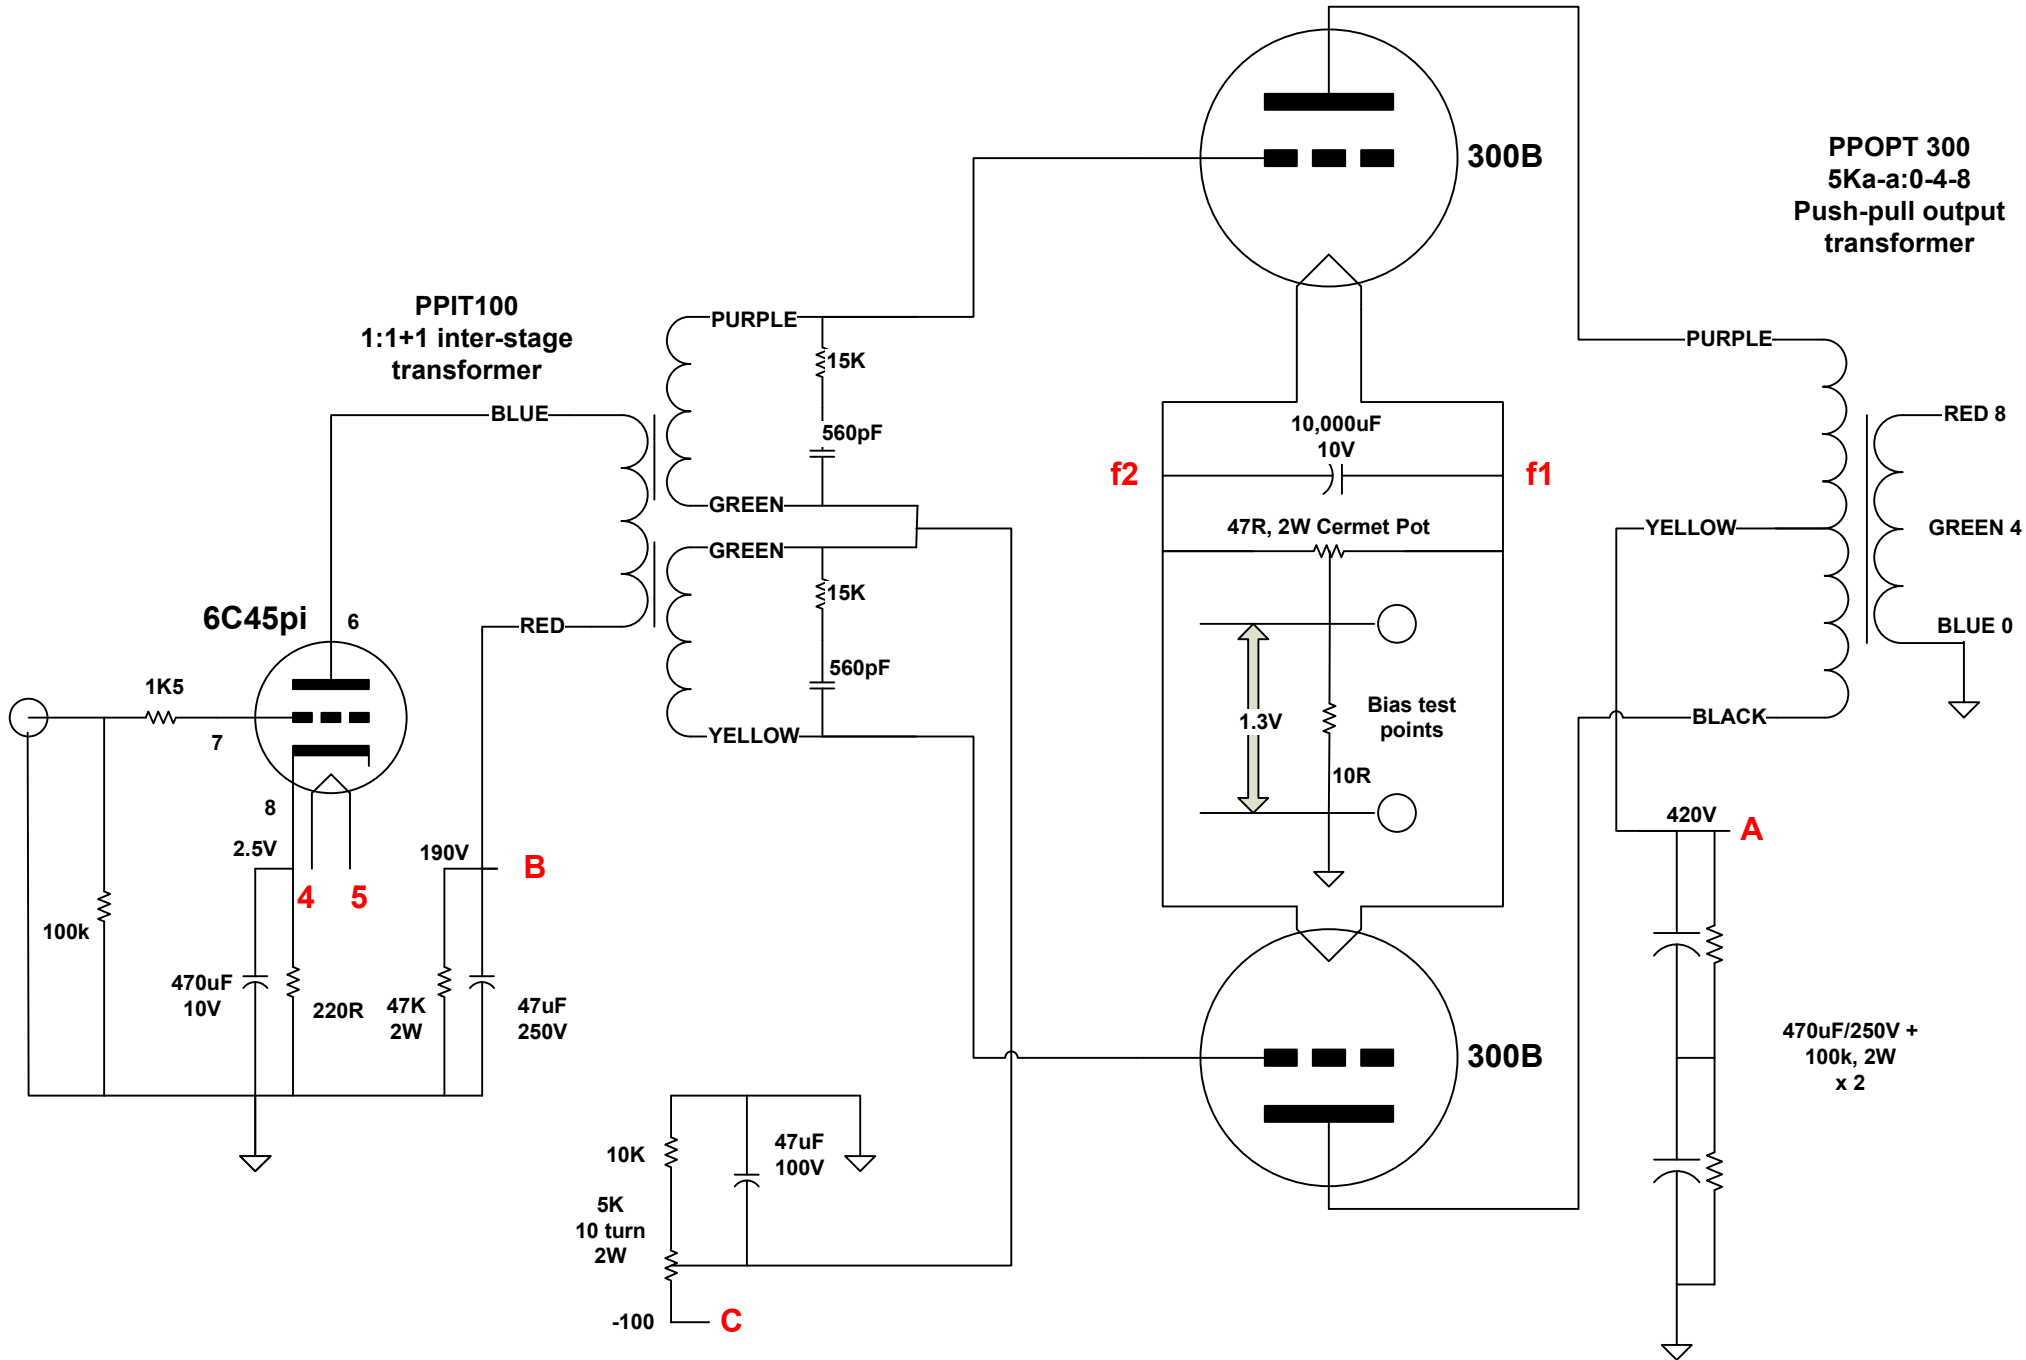 300B
PPOPT 300
5Ka-a:0-4-8
Push-pull output
transformer
PPIT100
1:1+1 inter-stage
transformer
PURPLE
15K
560pF
GREEN
BLUE
GREEN
15K
560pF
YELLOW
RED
6C45pi
6
1K5
7
8
2.5V
4
5
190V
B
100k
470uF
10V
220R
47K
2W
47uF
250V
10K
47uF
100V
5K
10 turn
2W
-100
C
10,000uF
10V
f2
f1
47R, 2W Cermet Pot
1.3V
Bias test
points
10R
300B
PURPLE
RED 8
YELLOW
GREEN 4
BLUE 0
BLACK
420V
A
470uF/250V +
100k, 2W
x 2